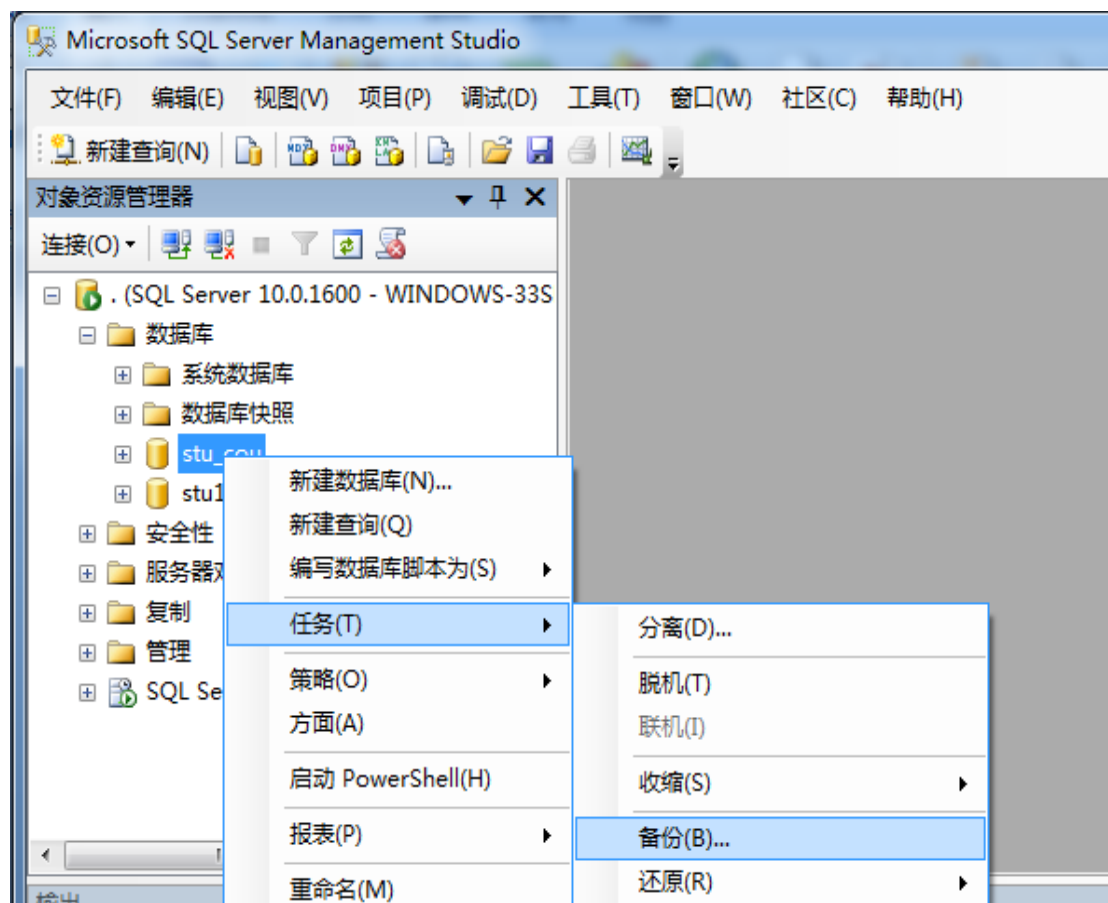 Microsoft SQL Server Management Studio
文件(F) 编辑(E) 视图(V) 项目(P) 调试(D) 工具(T) 窗口(W) 社区(C) 帮助(H)
新建查询(N)
对象资源管理器
连接(O)
. (SQL Server 10.0.1600 - WINDOWS-33S
数据库
系统数据库
数据库快照
stu_cou
stu1
安全性
服务器对
复制
管理
SQL Se
新建数据库(N)...
新建查询(Q)
编写数据库脚本为(S)
任务(T)
策略(O)
方面(A)
启动 PowerShell(H)
报表(P)
重命名(M)
分离(D)...
脱机(T)
联机(I)
收缩(S)
备份(B)...
还原(R)
输出